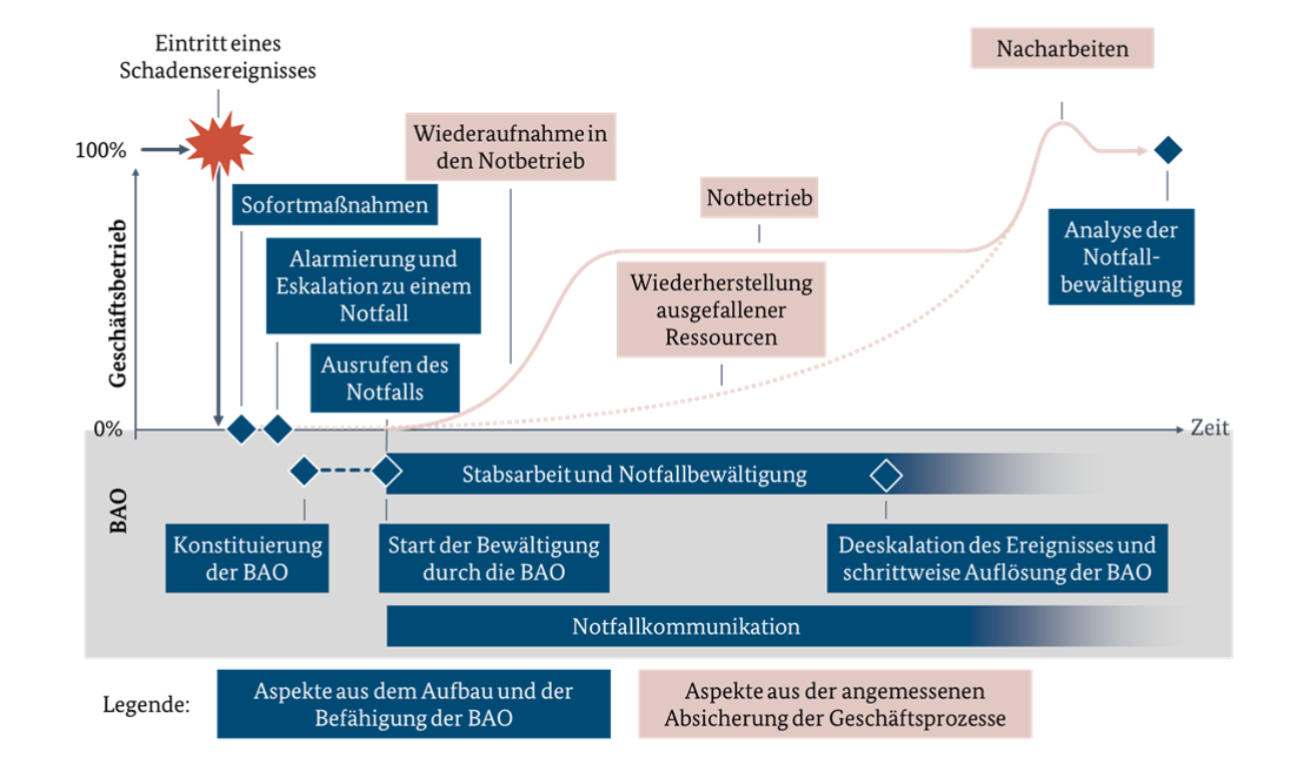 Eintritt eines
Schadensereignisses
Nacharbeiten
100%
Wiederaufnahme in
den Notbetrieb
Sofortmaßnahmen
Notbetrieb
Alarmierung und
Eskalation zu einem
Notfall
Analyse der
Notfall-
bewältigung
Wiederherstellung
ausgefallener
Ressourcen
Geschäftsbetrieb
Ausrufen des
Notfalls
0%
Zeit
BAO
Stabsarbeit und Notfallbewältigung
Konstituierung
der BAO
Start der Bewältigung
durch die BAO
Deeskalation des Ereignisses und
schrittweise Auflösung der BAO
Notfallkommunikation
Legende:
Aspekte aus dem Aufbau und der
Befähigung der BAO
Aspekte aus der angemessenen
Absicherung der Geschäftsprozesse